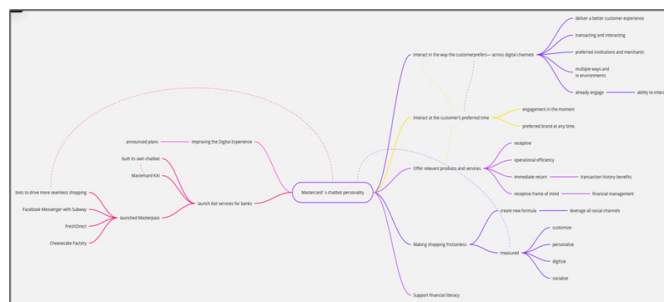 deliver a better customer experience
transacting and interacting
Interact in the way the customerprefers— across digital channels
preferred institutions and merchants
multiple ways and
in environments
already engage
ability to intera
engagement in the moment
Interact at the customer's preferred time
preferred brand at any time.
announced plans
Improving the Digital Experience
receptive
built its own chatbot
operational efficiency
Offer relevant products and services
MasterCard KAI
immediate return
transaction history benefits
bots to drive more seamless shopping
Mastercard´s chatbot personality
receptive frame of mind
financial management
launch bot services for banks
Facebook Messenger with Subway
create new formula
leverage all social channels
launched Masterpass
FreshDirect
customize
Cheesecake Factory
Making shopping frictionless
personalize
measured
digitize
socialize
Support financial literacy